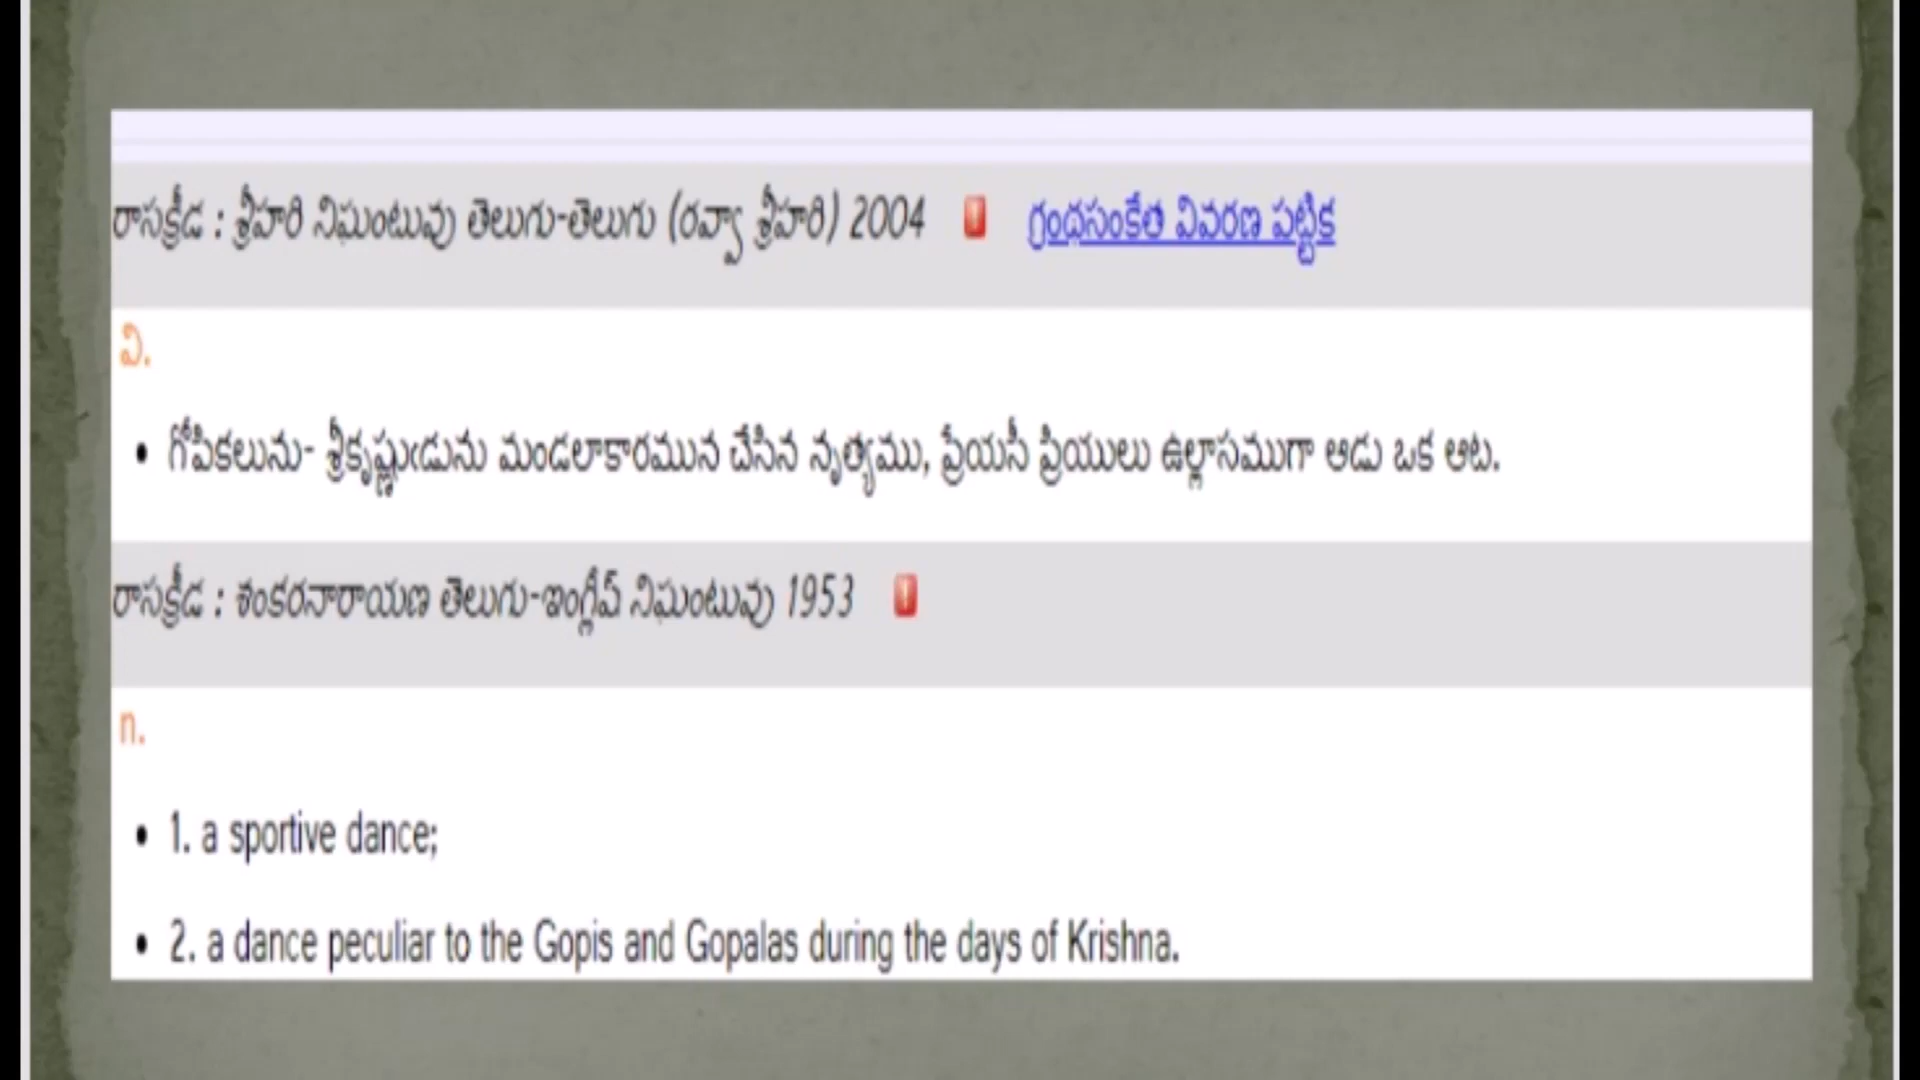 రాసక్రీడ : శ్రీహరి నిఘంటువు తెలుగు-తెలుగు (రవ్వా శ్రీహరి) 2004 గ్రంథసంకేత వివరణ పట్టిక
వి.
• గోపికలును- శ్రీకృష్ణుఁడును మండలాకారమున చేసిన నృత్యము, ప్రేయసీ ప్రియులు ఉల్లాసముగా ఆడు ఒక ఆట.
రాసక్రీడ : శంకరనారాయణ తెలుగు-ఇంగ్లీష్ నిఘంటువు 1953
n.
• 1. a sportive dance;
• 2. a dance peculiar to the Gopis and Gopalas during the days of Krishna.